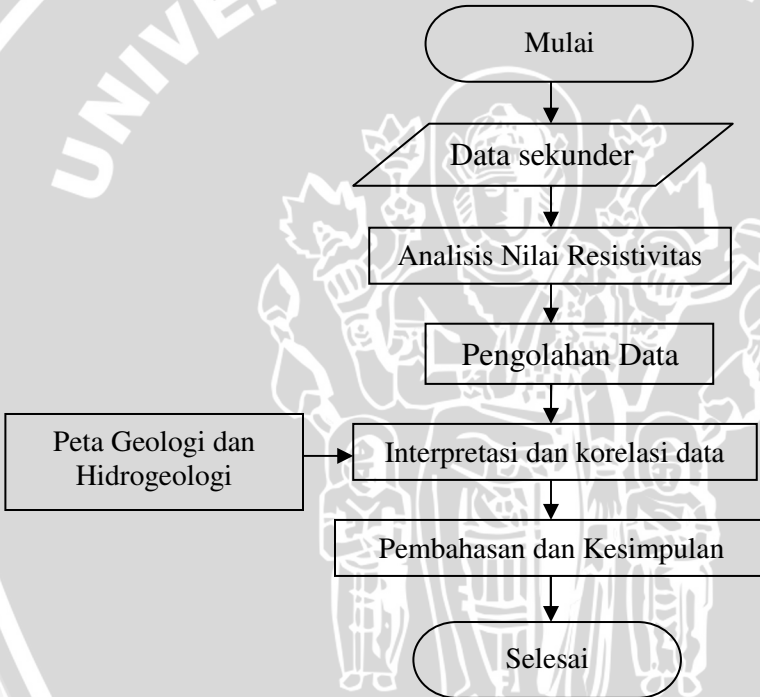 UNIVE
Mulai
Data sekunder
Analisis Nilai Resistivitas
Pengolahan Data
Peta Geologi dan
Hidrogeologi
Interpretasi dan korelasi data
Pembahasan dan Kesimpulan
Selesai